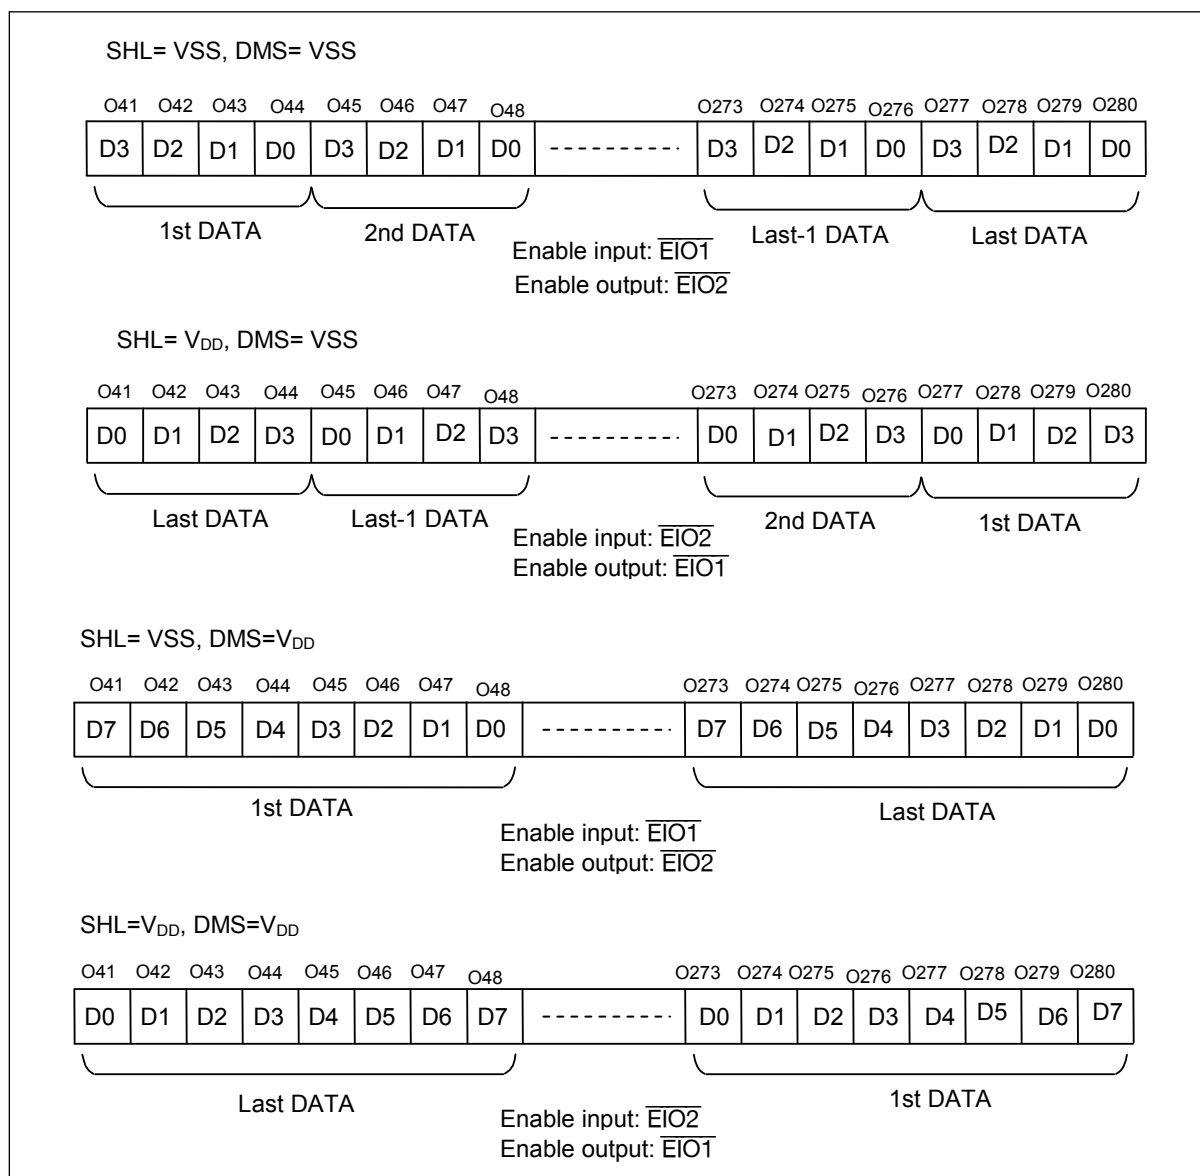 SHL= VSS, DMS= VSS
O41 O42 O43 O44 O45 O46 O47 O48 O273 O274 O275 O276 O277 O278 O279 O280
D3 D2 D1 D0 D3 D2 D1 D0 ---------- D3 D2 D1 D0 D3 D2 D1 D0
1st DATA 2nd DATA Last-1 DATA Last DATA
Enable input: E̅I̅O̅1̅
Enable output: E̅I̅O̅2̅
SHL= VDD, DMS= VSS
O41 O42 O43 O44 O45 O46 O47 O48 O273 O274 O275 O276 O277 O278 O279 O280
D0 D1 D2 D3 D0 D1 D2 D3 ---------- D0 D1 D2 D3 D0 D1 D2 D3
Last DATA Last-1 DATA 2nd DATA 1st DATA
Enable input: E̅I̅O̅2̅
Enable output: E̅I̅O̅1̅
SHL= VSS, DMS=VDD
O41 O42 O43 O44 O45 O46 O47 O48 O273 O274 O275 O276 O277 O278 O279 O280
D7 D6 D5 D4 D3 D2 D1 D0 ---------- D7 D6 D5 D4 D3 D2 D1 D0
1st DATA Last DATA
Enable input: E̅I̅O̅1̅
Enable output: E̅I̅O̅2̅
SHL=VDD, DMS=VDD
O41 O42 O43 O44 O45 O46 O47 O48 O273 O274 O275 O276 O277 O278 O279 O280
D0 D1 D2 D3 D4 D5 D6 D7 ---------- D0 D1 D2 D3 D4 D5 D6 D7
Last DATA 1st DATA
Enable input: E̅I̅O̅2̅
Enable output: E̅I̅O̅1̅